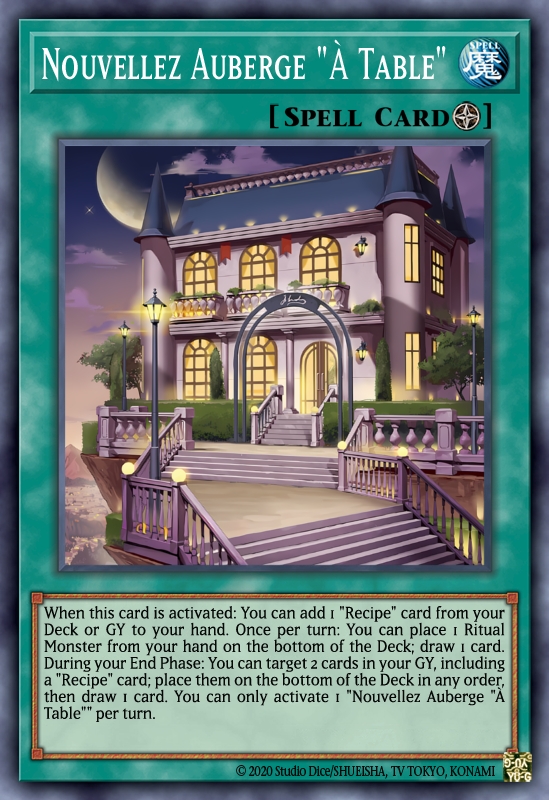 NOUVELLEZ AUBERGE "À TABLE"
SPELL
魔
[SPELL CARD]
When this card is activated: You can add 1 "Recipe" card from your
Deck or GY to your hand. Once per turn: You can place 1 Ritual
Monster from your hand on the bottom of the Deck; draw 1 card.
During your End Phase: You can target 2 cards in your GY, including
a "Recipe" card; place them on the bottom of the Deck in any order,
then draw 1 card. You can only activate 1 "Nouvellez Auberge "À
Table"" per turn.
© 2020 Studio Dice/SHUEISHA, TV TOKYO, KONAMI